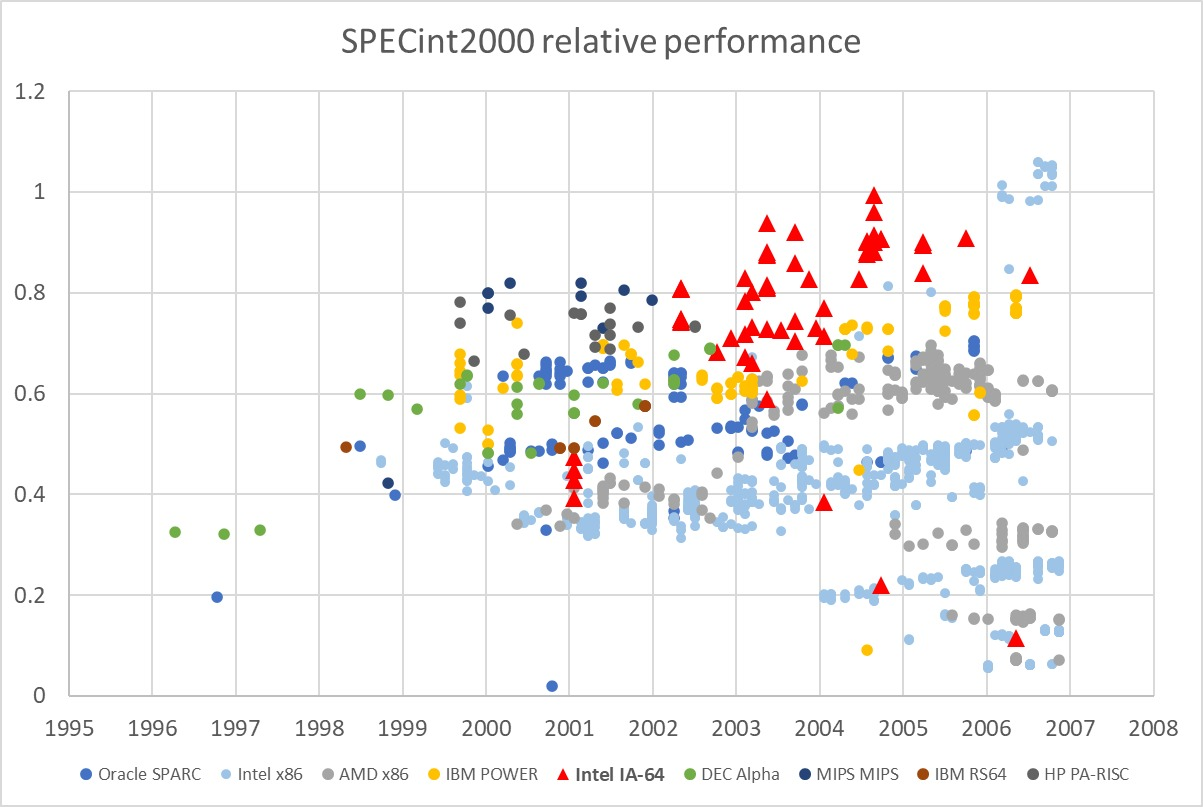 SPECint2000 relative performance
1.2
1
0.8
0.6
0.4
0.2
0
1995 1996 1997 1998 1999 2000 2001 2002 2003 2004 2005 2006 2007 2008
Oracle SPARC Intel x86 AMD x86 IBM POWER Intel IA-64 DEC Alpha MIPS MIPS IBM RS64 HP PA-RISC